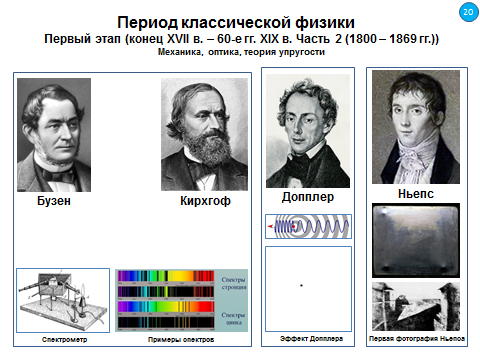 20
Период классической физики
Первый этап (конец XVII в. – 60-е гг. XIX в. Часть 2 (1800 – 1869 гг.))
Механика, оптика, теория упругости
Бузен
Кирхгоф
Допплер
Ньепс
Спектры
стронция
Спектры
цинка
Спектрометр
Примеры спектров
Эффект Допплера
Первая фотография Ньепса